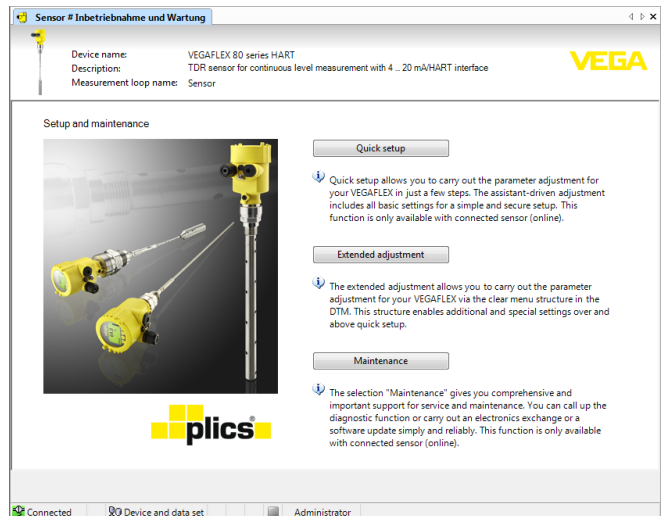 Sensor # Inbetriebnahme und Wartung
Device name: VEGAFLEX 80 series HART
Description: TDR sensor for continuous level measurement with 4 .. 20 mA/HART interface
Measurement loop name: Sensor
VEGA
Setup and maintenance
Quick setup
Quick setup allows you to carry out the parameter adjustment for
your VEGAFLEX in just a few steps. The assistant-driven adjustment
includes all basic settings for a simple and secure setup. This
function is only available with connected sensor (online).
Extended adjustment
The extended adjustment allows you to carry out the parameter
adjustment for your VEGAFLEX via the clear menu structure in the
DTM. This structure enables additional and special settings over and
above quick setup.
Maintenance
The selection "Maintenance" gives you comprehensive and
important support for service and maintenance. You can call up the
diagnostic function or carry out an electronics exchange or a
software update simply and reliably. This function is only available
with connected sensor (online).
plics®
Connected Device and data set Administrator